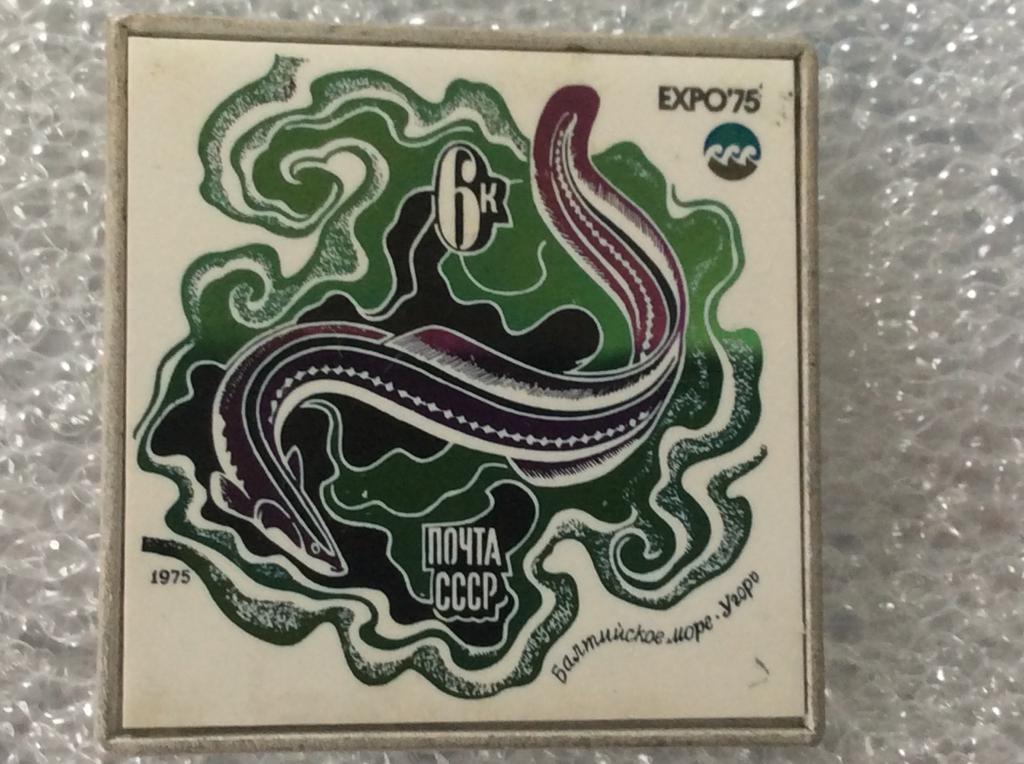 EXPO'75
6к
ПОЧТА
СССР
1975
Балтийское море·Угорь